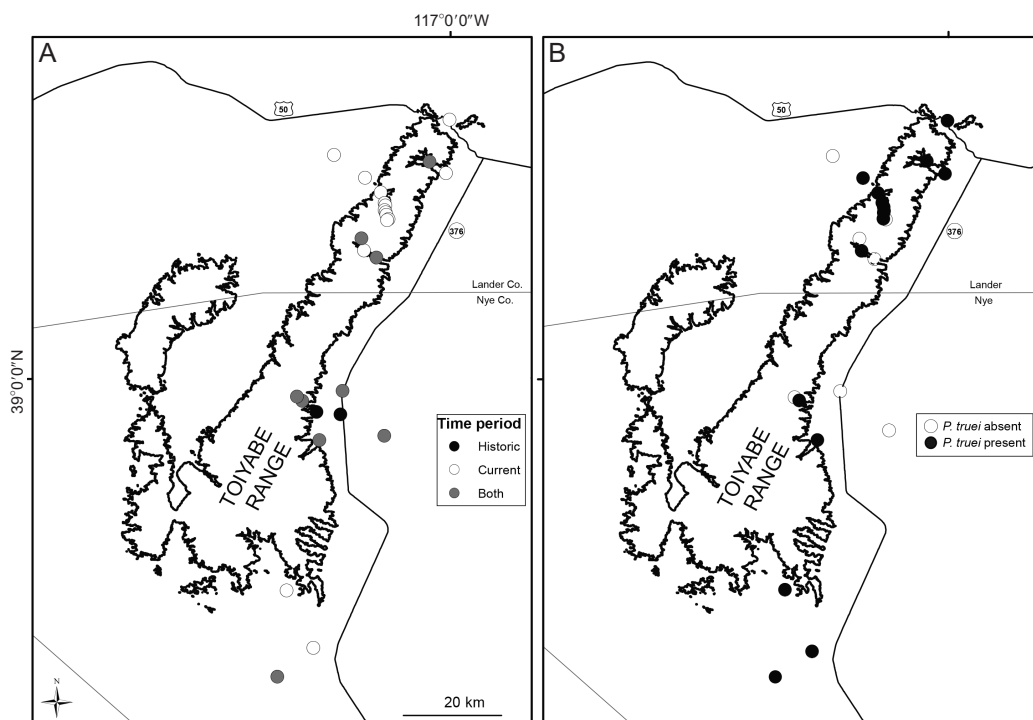 117°0′0″W
A
B
50
50
376
376
Lander Co.
Nye Co.
Lander
Nye
39°0′0″N
Time period
Historic
Current
Both
P. truei absent
P. truei present
TOIYABE
RANGE
TOIYABE
RANGE
N
20 km